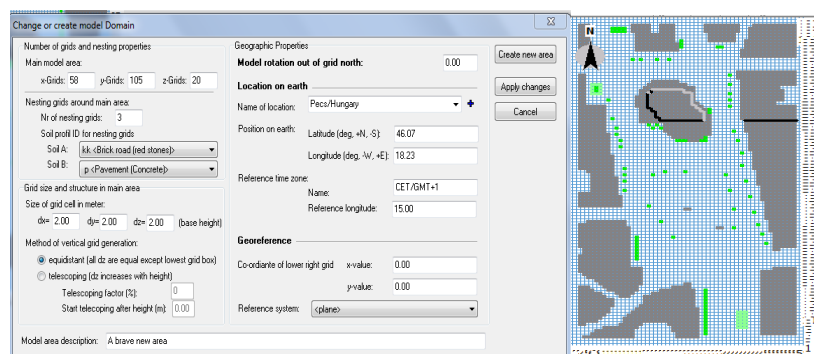 Change or create model Domain
Number of grids and nesting properties
Main model area:
x-Grids: 58 y-Grids: 105 z-Grids: 20
Nesting grids around main area:
Nr of nesting grids: 3
Soil profil ID for nesting grids
Soil A: kk <Brick road (red stones)>
Soil B: p <Pavement (Concrete)>
Grid size and structure in main area
Size of grid cell in meter:
dx= 2.00 dy= 2.00 dz= 2.00 (base height)
Method of vertical grid generation:
equidistant (all dz are equal except lowest grid box)
telescoping (dz increases with height)
Telescoping factor (%): 0
Start telecoping after height (m): 0.00
Geographic Properties
Model rotation out of grid north: 0.00
Location on earth
Name of location: Pecs/Hungary
Position on earth: Latitude (deg, +N, -S): 46.07
Longitude (deg, -W, +E): 18.23
Reference time zone:
Name: CET/GMT+1
Reference longitude: 15.00
Georeference
Co-ordiante of lower right grid x-value: 0.00
y-value: 0.00
Reference system: <plane>
Create new area
Apply changes
Cancel
Model area description: A brave new area
N